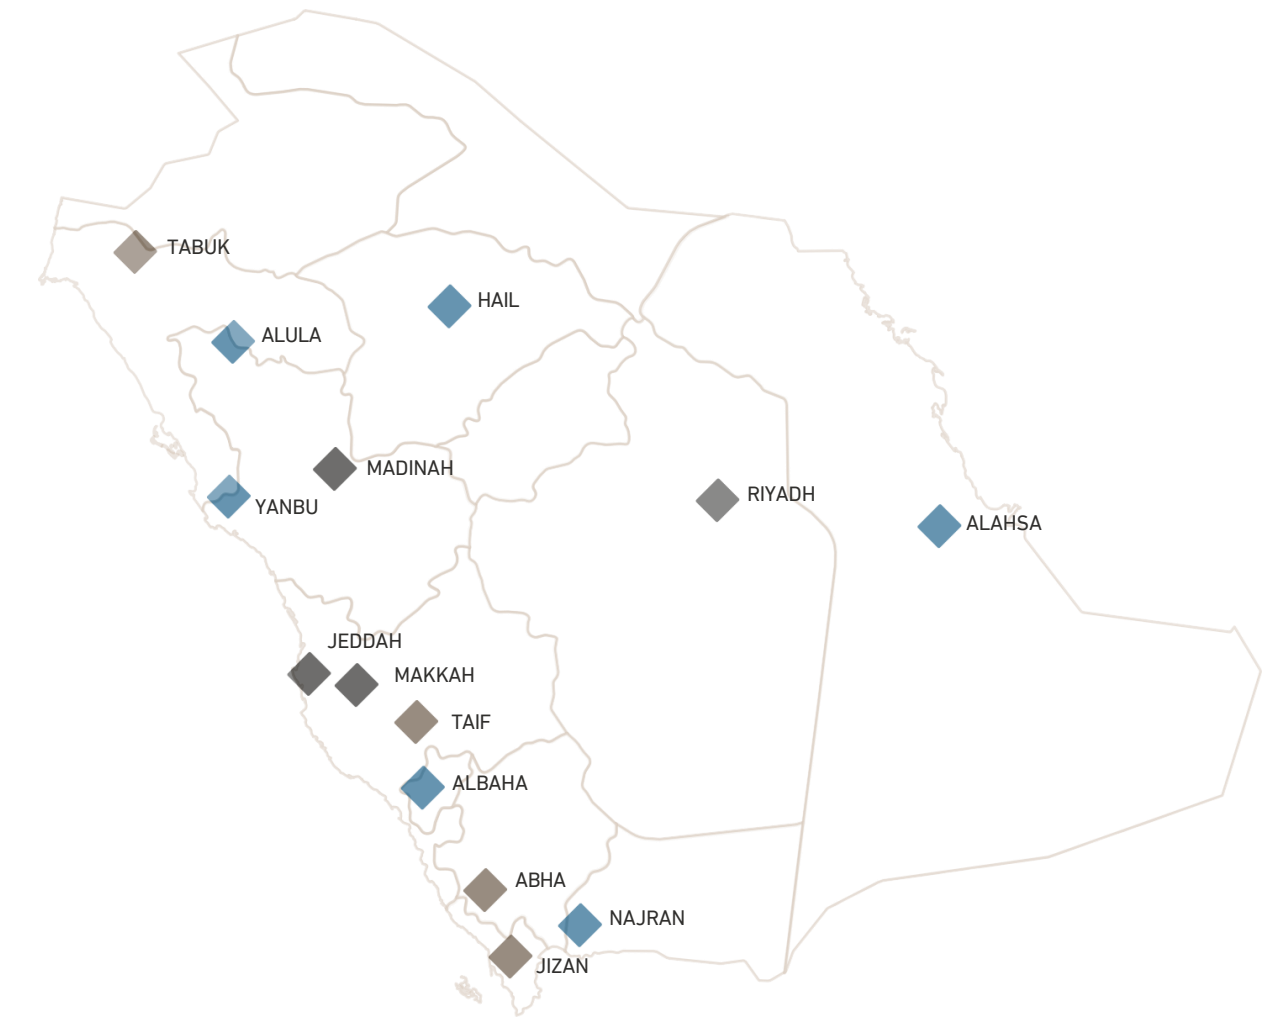 TABUK
HAIL
ALULA
MADINAH
RIYADH
YANBU
ALAHSA
JEDDAH
MAKKAH
TAIF
ALBAHA
ABHA
NAJRAN
JIZAN